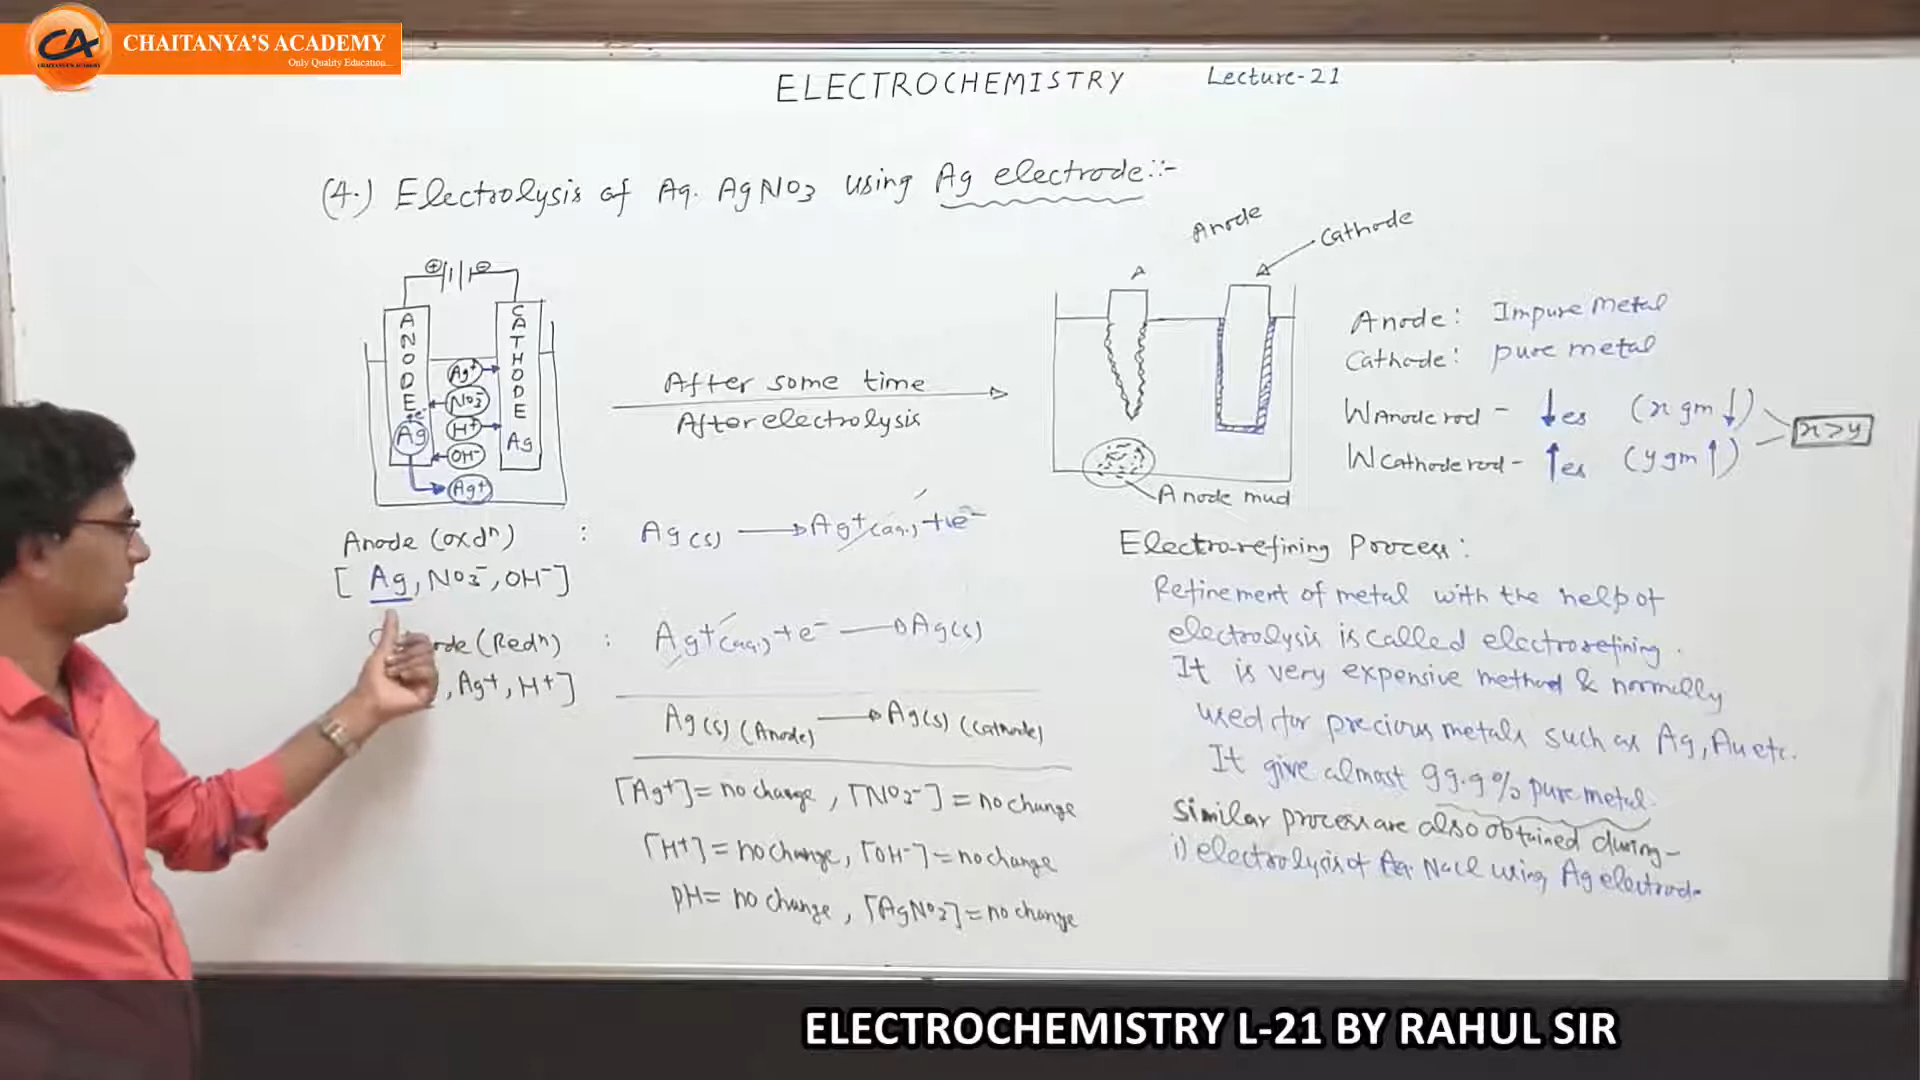 CHAITANYA'S ACADEMY
Only Quality Education...
CA
CHAITANYA'S ACADEMY
ELECTROCHEMISTRY Lecture-21
(4.) Electrolysis of Aq. AgNO3 using Ag electrode::-
Anode
Cathode
⊕ ⊖
ANODE
CATHODE
Ag+
NO3-
e-
H+
Ag
Ag
OH-
Ag+
After some time
After electrolysis
Anode mud
Anode: Impure Metal
Cathode: pure metal
WAnode rod - ↓es (x gm ↓)
WCathode rod - ↑es (y gm ↑)
x>y
Anode (oxdn) : Ag(s) → Ag+(aq.) + 1e-
[ Ag, NO3-, OH- ]
(Redn) : Ag+(aq.) + e- → Ag(s)
, Ag+, H+ ]
Ag(s) (Anode) → Ag(s) (Cathode)
[Ag+] = no change, [NO3-] = no change
[H+] = no change, [OH-] = no change
pH = no change, [AgNO3] = no change
Electro-refining Process:
Refinement of metal with the help of
electrolysis is called electrorefining.
It is very expensive method & normally
used for precious metals such as Ag, Au etc.
It give almost 99.9% pure metal.
Similar process are also obtained during-
i) electrolysis of Aq. NaCl using Ag electrode
ELECTROCHEMISTRY L-21 BY RAHUL SIR